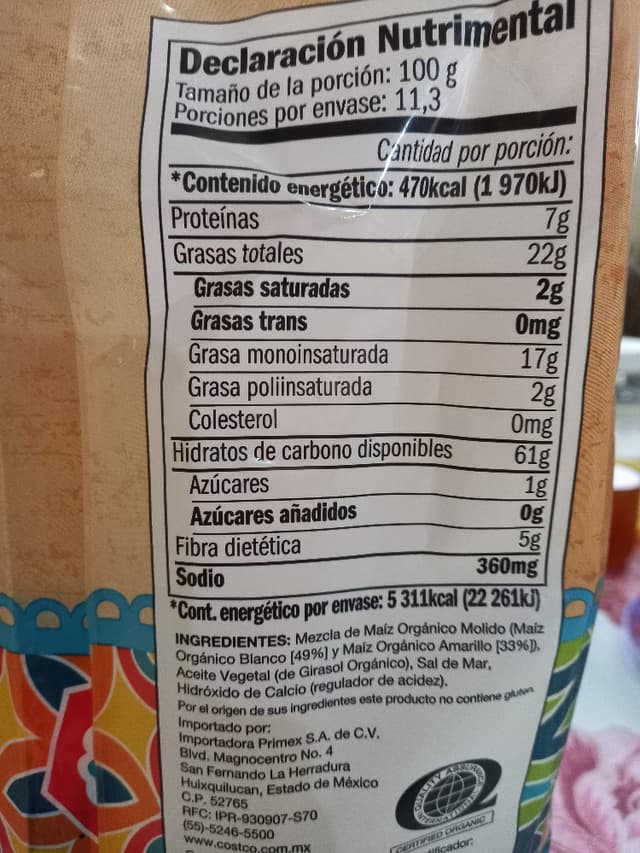 Declaración Nutrimental
Tamaño de la porción: 100 g
Porciones por envase: 11,3
Cantidad por porción:
*Contenido energético: 470kcal (1 970kJ)
Proteínas 7g
Grasas totales 22g
Grasas saturadas 2g
Grasas trans 0mg
Grasa monoinsaturada 17g
Grasa poliinsaturada 2g
Colesterol 0mg
Hidratos de carbono disponibles 61g
Azúcares 1g
Azúcares añadidos 0g
Fibra dietética 5g
Sodio 360mg
*Cont. energético por envase: 5 311kcal (22 261kJ)
INGREDIENTES: Mezcla de Maíz Orgánico Molido (Maíz
Orgánico Blanco [49%] y Maíz Orgánico Amarillo [33%]),
Aceite Vegetal (de Girasol Orgánico), Sal de Mar,
Hidróxido de Calcio (regulador de acidez).
Por el origen de sus ingredientes este producto no contiene gluten.
Importado por:
Importadora Primex S.A. de C.V.
Blvd. Magnocentro No. 4
San Fernando La Herradura
Huixquilucan, Estado de México
C.P. 52765
RFC: IPR-930907-S70
(55)-5246-5500
www.costco.com.mx
QUALITY ASSURANCE
INTERNATIONAL
CERTIFIED ORGANIC